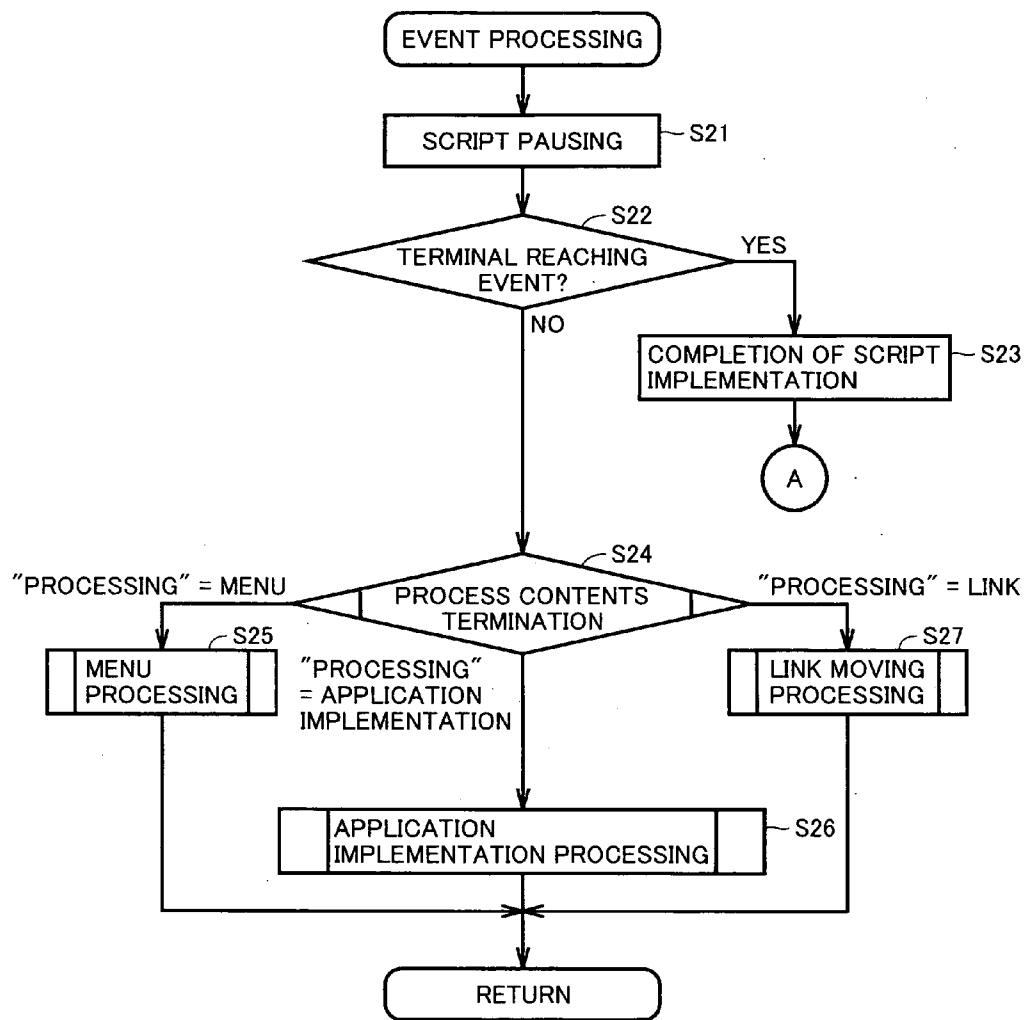 EVENT PROCESSING
SCRIPT PAUSING
S21
S22
TERMINAL REACHING
EVENT?
YES
NO
COMPLETION OF SCRIPT
IMPLEMENTATION
S23
A
S24
"PROCESSING" = MENU
PROCESS CONTENTS
TERMINATION
"PROCESSING" = LINK
S25
MENU
PROCESSING
"PROCESSING"
= APPLICATION
IMPLEMENTATION
S27
LINK MOVING
PROCESSING
APPLICATION
IMPLEMENTATION PROCESSING
S26
RETURN